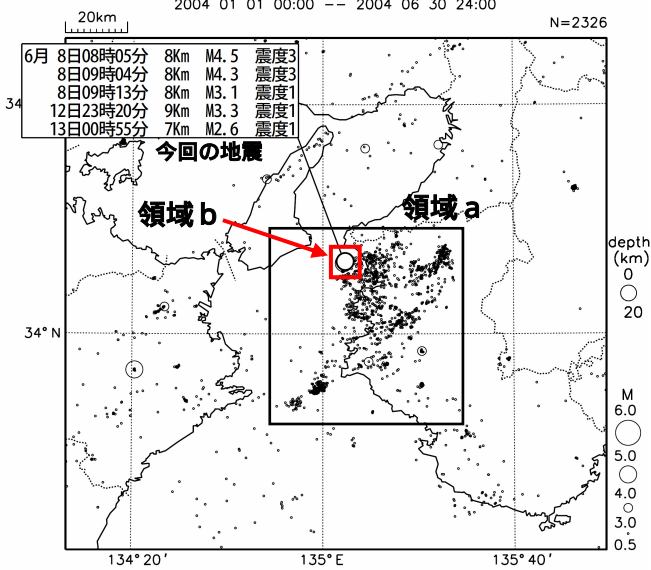 2004 01 01 00:00 -- 2004 06 30 24:00
20km
N=2326
6月 8日08時05分 8Km M4.5 震度3
8日09時04分 8Km M4.3 震度3
8日09時13分 8Km M3.1 震度1
12日23時20分 9Km M3.3 震度1
13日00時55分 7Km M2.6 震度1
34
今回の地震
領域b
領域a
depth
(km)
0
20
34°N
M
6.0
5.0
4.0
3.0
0.5
134°20'
135°E
135°40'